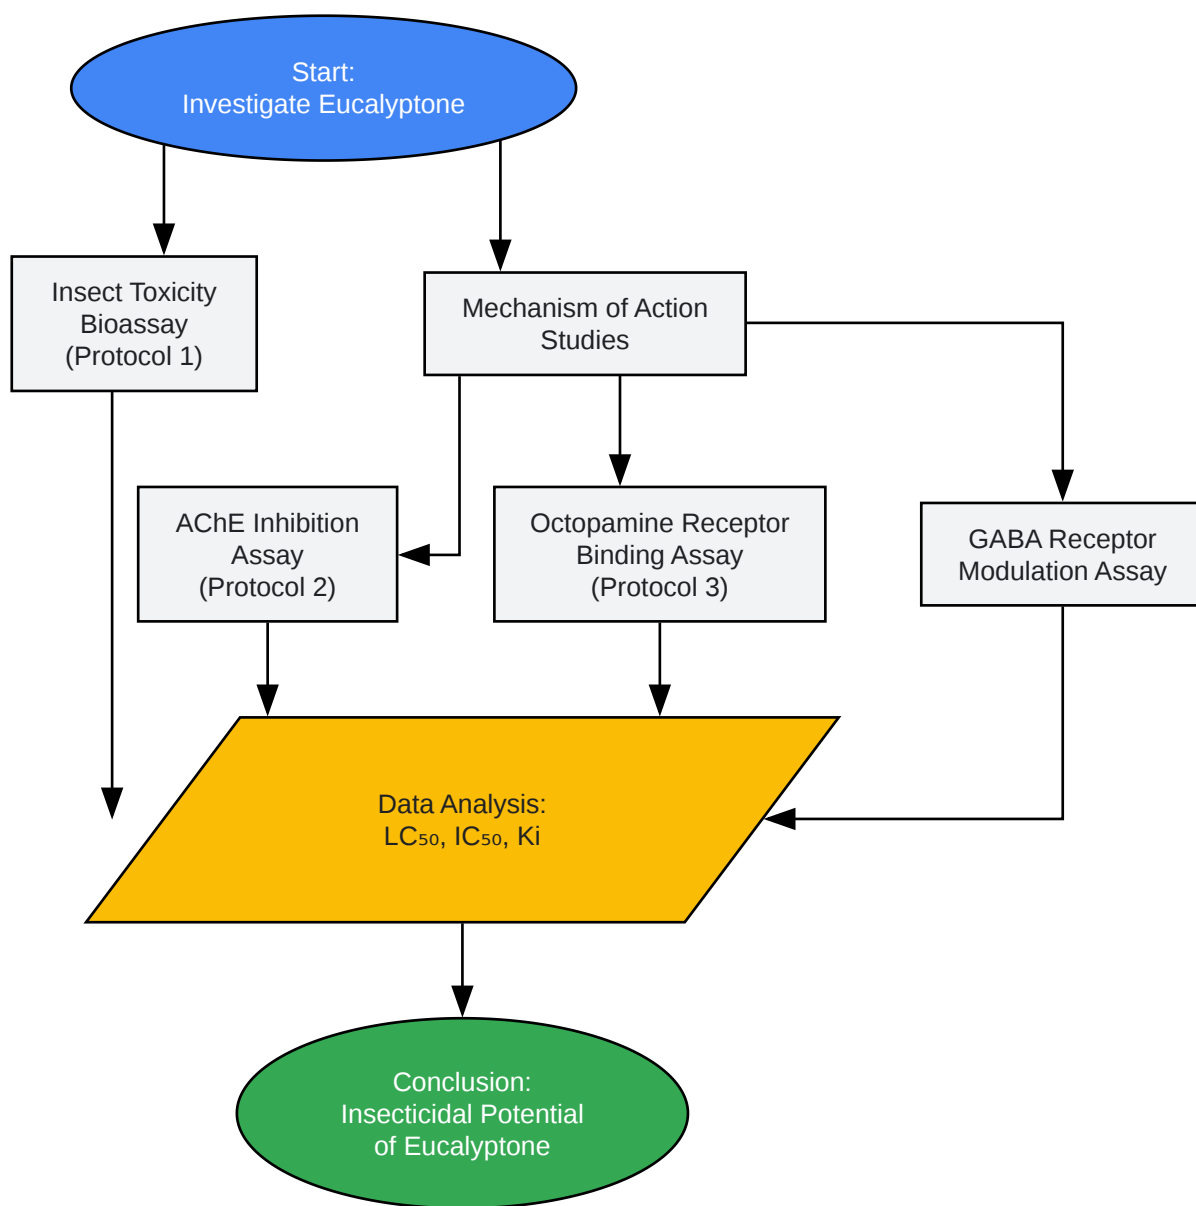 Start:
Investigate Eucalyptone
Insect Toxicity
Bioassay
(Protocol 1)
Mechanism of Action
Studies
AChE Inhibition
Assay
(Protocol 2)
Octopamine Receptor
Binding Assay
(Protocol 3)
GABA Receptor
Modulation Assay
Data Analysis:
LC₅₀, IC₅₀, Ki
Conclusion:
Insecticidal Potential
of Eucalyptone